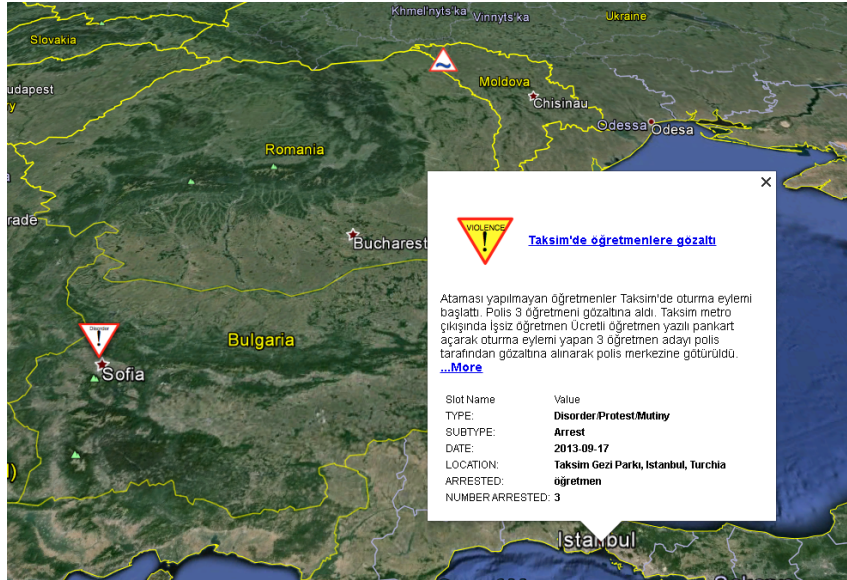 Khmel'nyts'ka
Vinnyts'ka
Ukraine
Slovakia
udapest
Moldova
Chisinau
Odessa
Odesa
Romania
rade
Bucharest
VIOLENCE
!
Taksim'de öğretmenlere gözaltı
Ataması yapılmayan öğretmenler Taksim'de oturma eylemi
başlattı. Polis 3 öğretmeni gözaltına aldı. Taksim metro
çıkışında İşsiz öğretmen Ücretli öğretmen yazılı pankart
açarak oturma eylemi yapan 3 öğretmen adayı polis
tarafından gözaltına alınarak polis merkezine götürüldü.
...More
Disorder
!
Bulgaria
Sofia
Slot Name Value
TYPE: Disorder/Protest/Mutiny
SUBTYPE: Arrest
DATE: 2013-09-17
LOCATION: Taksim Gezi Parkı, Istanbul, Turchia
ARRESTED: öğretmen
NUMBER ARRESTED: 3
Istanbul